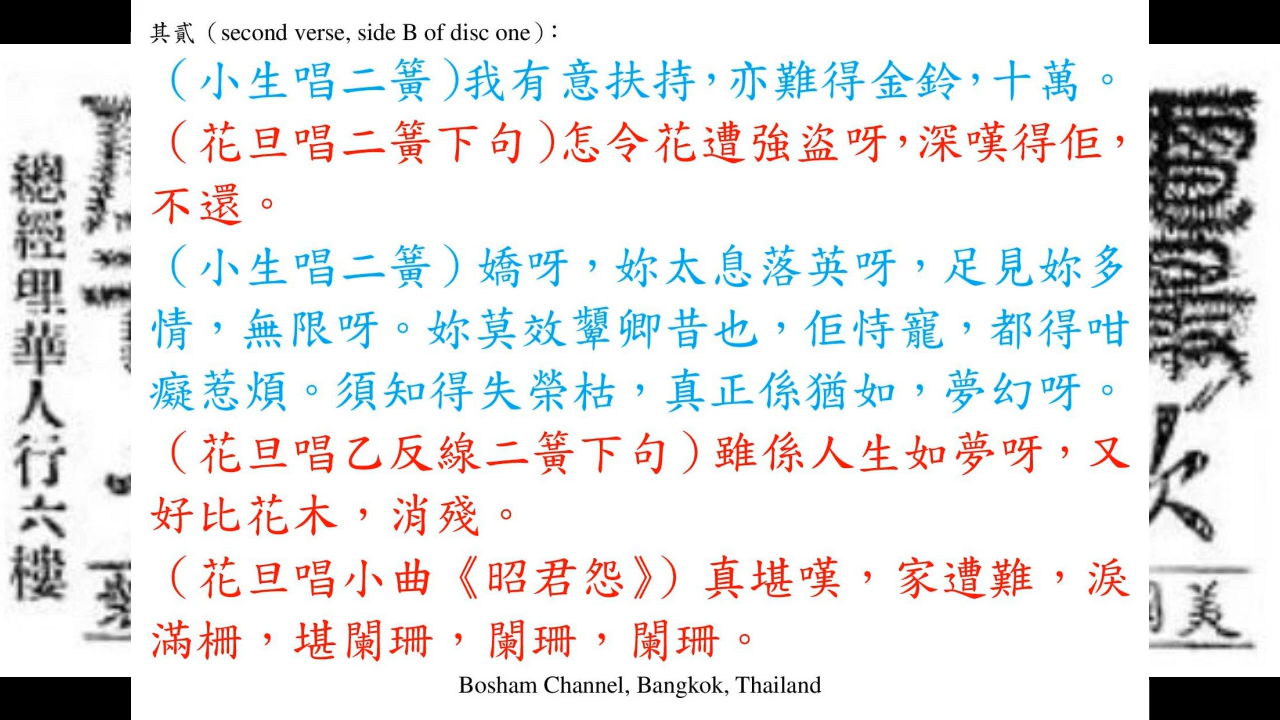 其貳（second verse, side B of disc one）：
（小生唱二簧）我有意扶持，亦難得金鈴，十萬。
（花旦唱二簧下句）怎令花遭強盜呀，深嘆得佢，
不還。
（小生唱二簧）嬌呀，妳太息落英呀，足見妳多
情，無限呀。妳莫效顰卿昔也，佢恃寵，都得咁
癡惹煩。須知得失榮枯，真正係猶如，夢幻呀。
（花旦唱乙反線二簧下句）雖係人生如夢呀，又
好比花木，消殘。
（花旦唱小曲《昭君怨》）真堪嘆，家遭難，淚
滿柵，堪闌珊，闌珊，闌珊。
Bosham Channel, Bangkok, Thailand
總經理華人行六樓
美